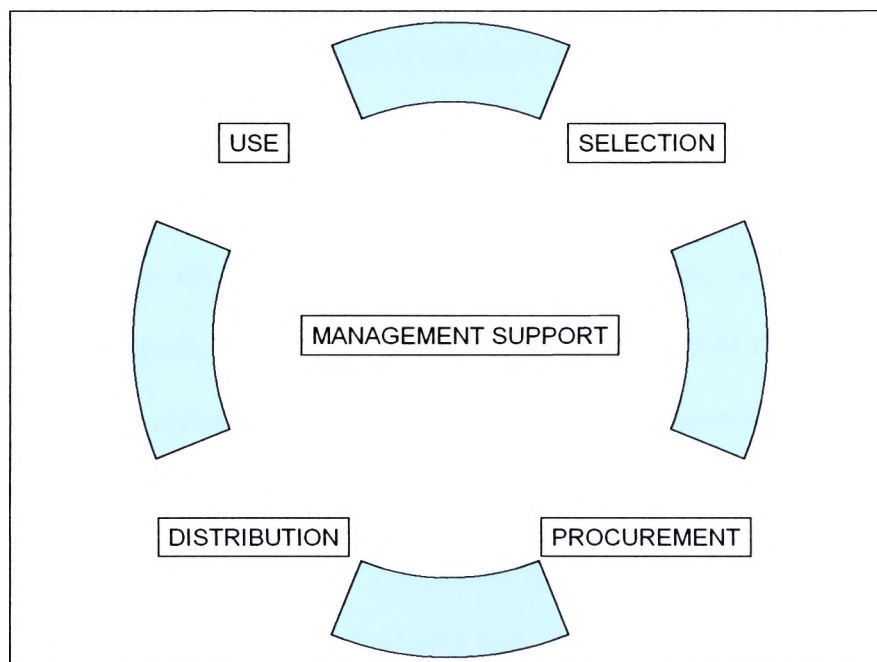 USE
SELECTION
MANAGEMENT SUPPORT
DISTRIBUTION
PROCUREMENT